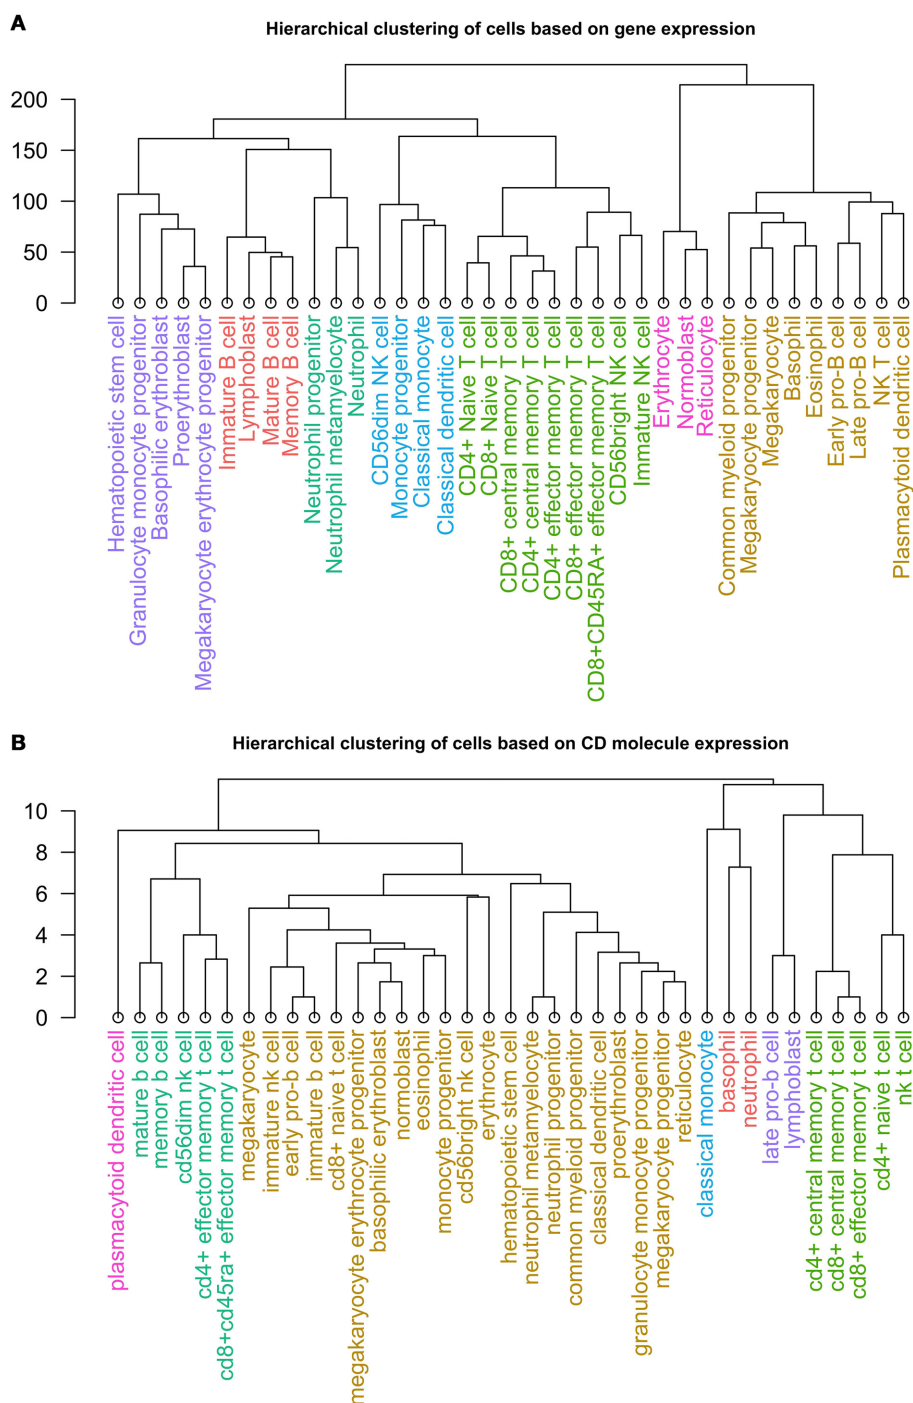 A
Hierarchical clustering of cells based on gene expression
200
150
100
50
0
Hematopoietic stem cell
Granulocyte monocyte progenitor
Basophilic erythroblast
Proerythroblast
Megakaryocyte erythrocyte progenitor
Immature B cell
Lymphoblast
Mature B cell
Memory B cell
Neutrophil progenitor
Neutrophil metamyelocyte
Neutrophil
CD56dim NK cell
Monocyte progenitor
Classical monocyte
Classical dendritic cell
CD4+ Naive T cell
CD8+ Naive T cell
CD8+ central memory T cell
CD4+ central memory T cell
CD4+ effector memory T cell
CD8+ effector memory T cell
CD8+CD45RA+ effector memory T cell
CD56bright NK cell
Immature NK cell
Erythrocyte
Normoblast
Reticulocyte
Common myeloid progenitor
Megakaryocyte progenitor
Megakaryocyte
Basophil
Eosinophil
Early pro-B cell
Late pro-B cell
NK T cell
Plasmacytoid dendritic cell
B
Hierarchical clustering of cells based on CD molecule expression
10
8
6
4
2
0
plasmacytoid dendritic cell
mature b cell
memory b cell
cd56dim nk cell
cd4+ effector memory t cell
cd8+cd45ra+ effector memory t cell
megakaryocyte
immature nk cell
early pro-b cell
immature b cell
cd8+ naive t cell
megakaryocyte erythrocyte progenitor
basophilic erythroblast
normoblast
eosinophil
monocyte progenitor
cd56bright nk cell
erythrocyte
hematopoietic stem cell
neutrophil metamyelocyte
neutrophil progenitor
common myeloid progenitor
classical dendritic cell
proerythroblast
granulocyte monocyte progenitor
megakaryocyte progenitor
reticulocyte
classical monocyte
basophil
neutrophil
late pro-b cell
lymphoblast
cd4+ central memory t cell
cd8+ central memory t cell
cd8+ effector memory t cell
cd4+ naive t cell
nk t cell